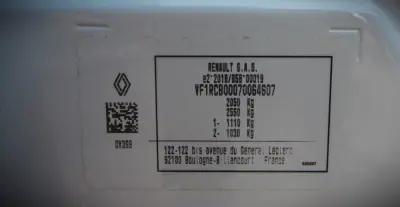 RENAULT S.A.S.
e2*2018/858*00019
VF1RCB00070064607
2050 Kg
2550 Kg
1- 1110 Kg
2- 1030 Kg
122-122 bis avenue du General Leclerc
92100 Boulogne-Billancourt France